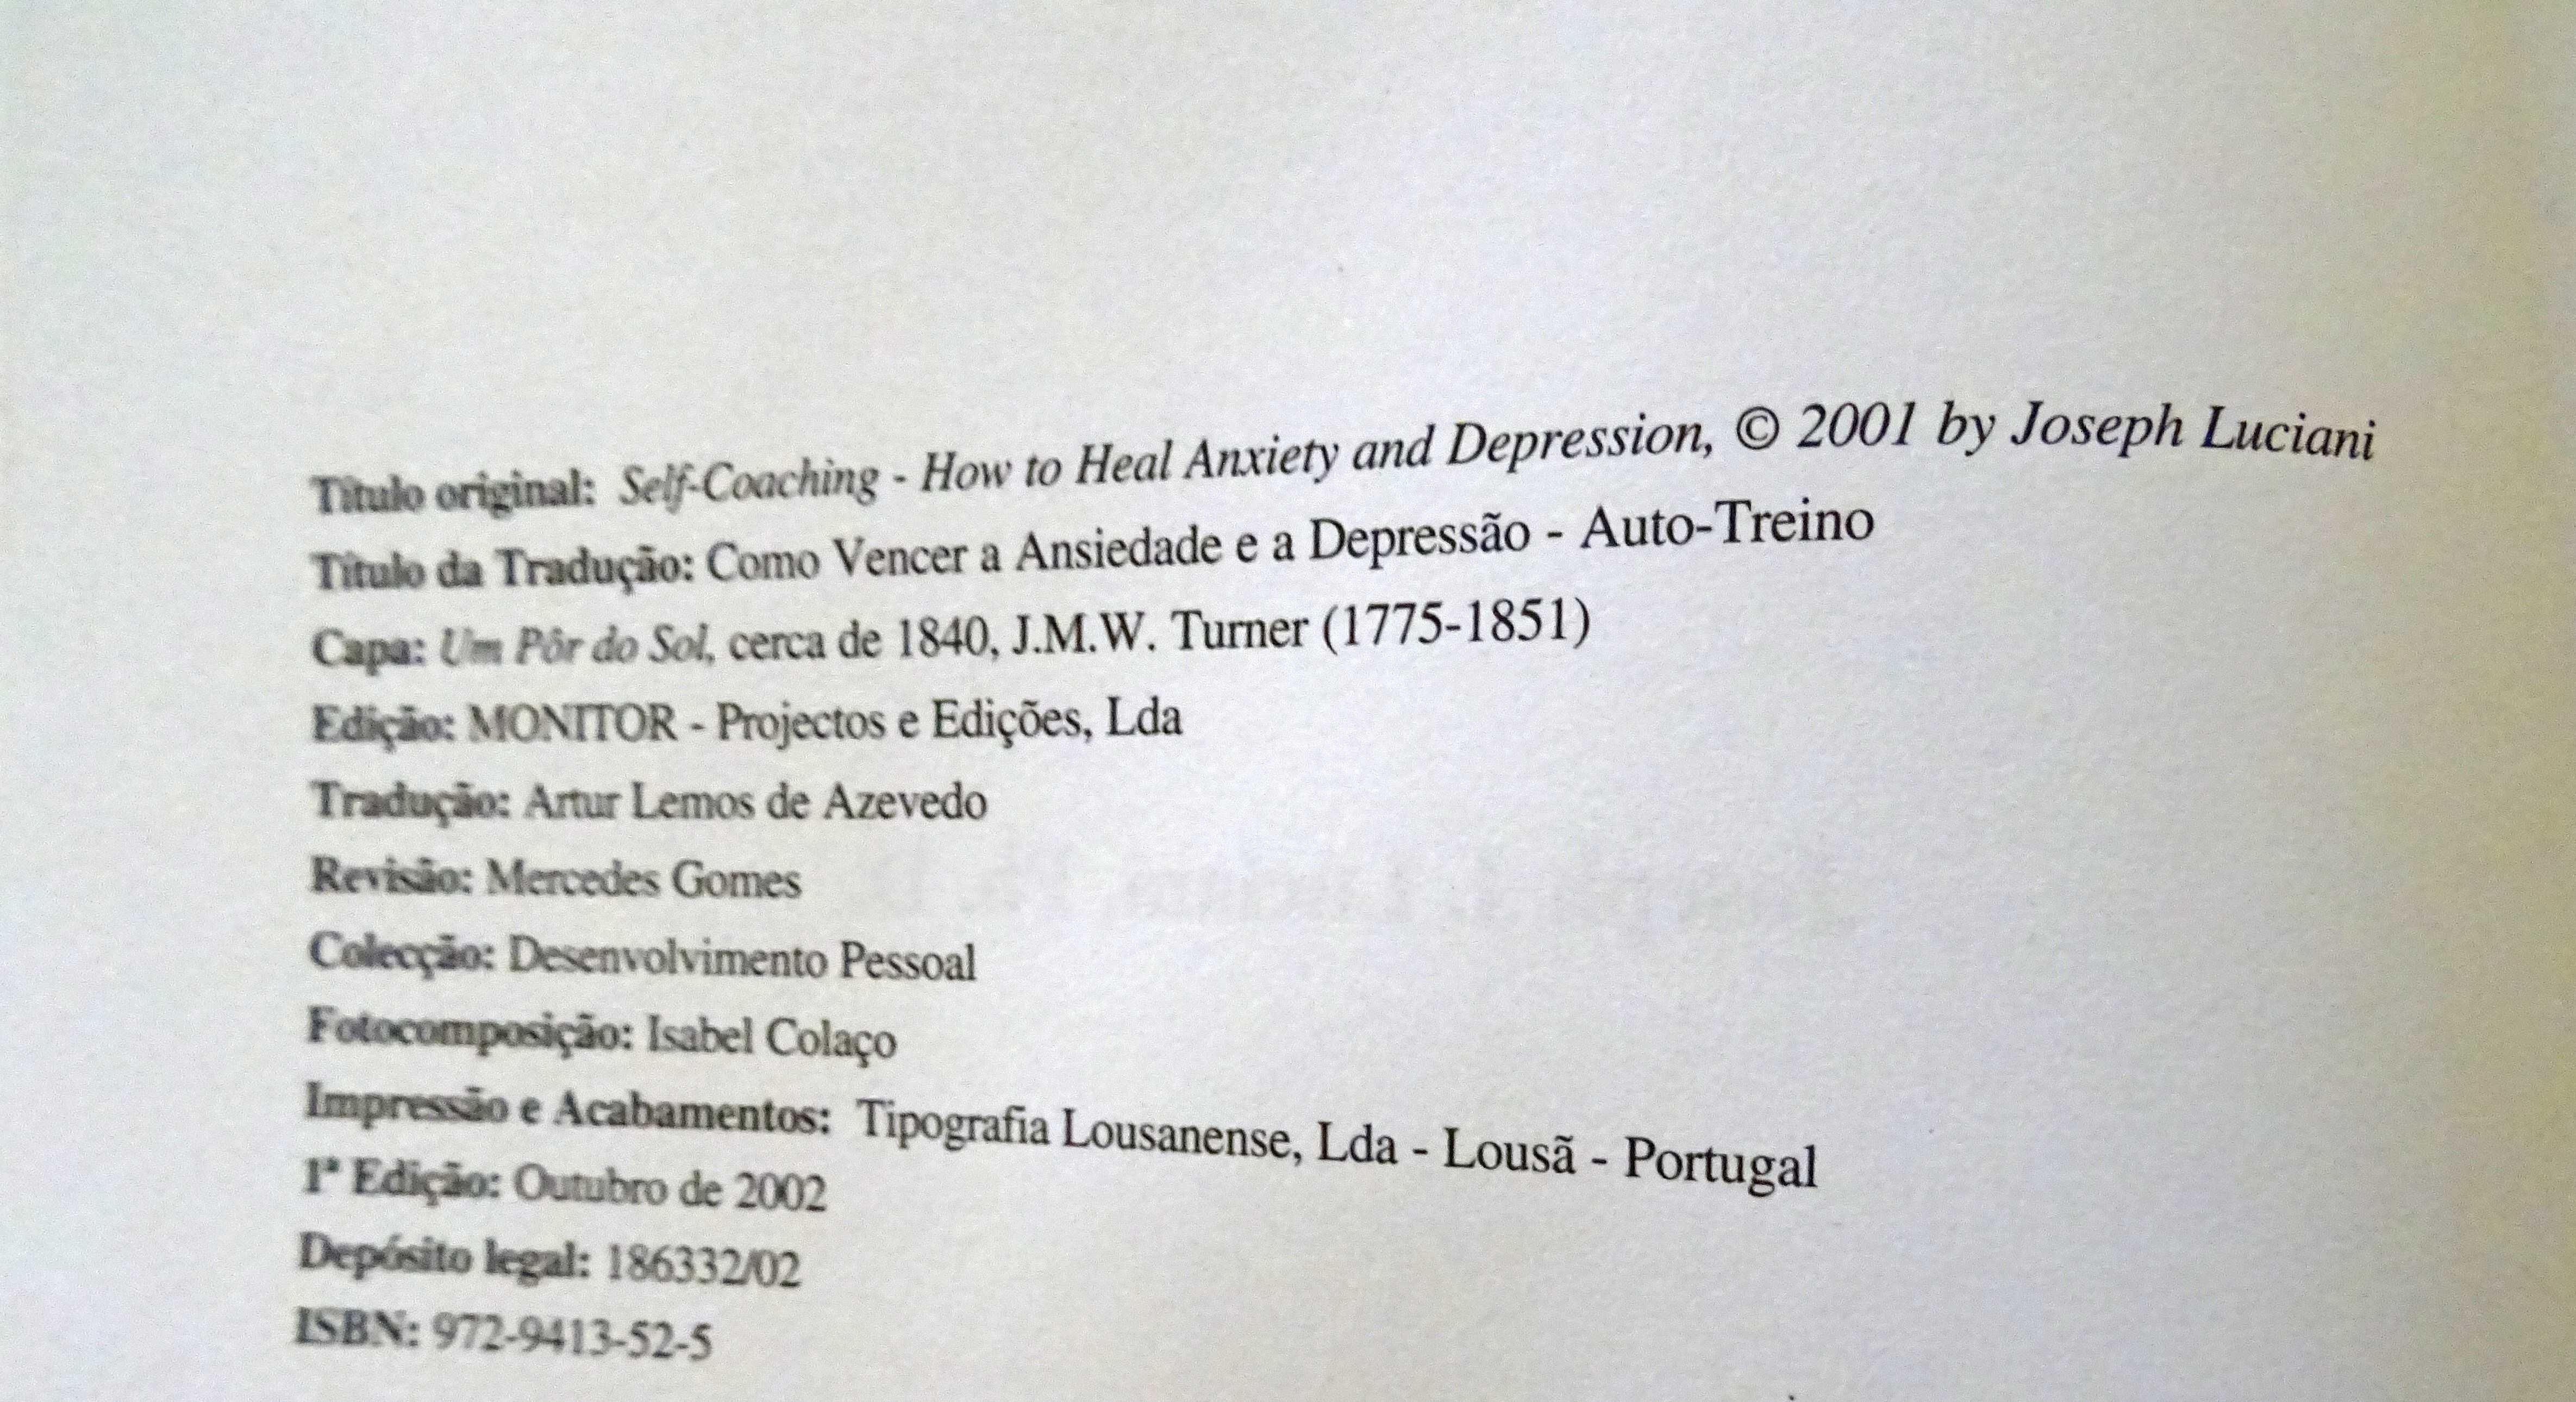 Título original: Self-Coaching - How to Heal Anxiety and Depression, © 2001 by Joseph Luciani
Título da Tradução: Como Vencer a Ansiedade e a Depressão - Auto-Treino
Capa: Um Pôr do Sol, cerca de 1840, J.M.W. Turner (1775-1851)
Edição: MONITOR - Projectos e Edições, Lda
Tradução: Artur Lemos de Azevedo
Revisão: Mercedes Gomes
Colecção: Desenvolvimento Pessoal
Fotocomposição: Isabel Colaço
Impressão e Acabamentos: Tipografia Lousanense, Lda - Lousã - Portugal
1ª Edição: Outubro de 2002
Depósito legal: 186332/02
ISBN: 972-9413-52-5